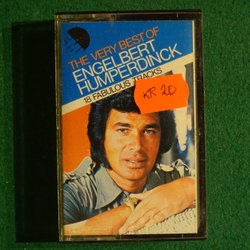 THE VERY BEST OF
ENGELBERT
HUMPERDINCK
18 FABULOUS TRACKS
KR 20